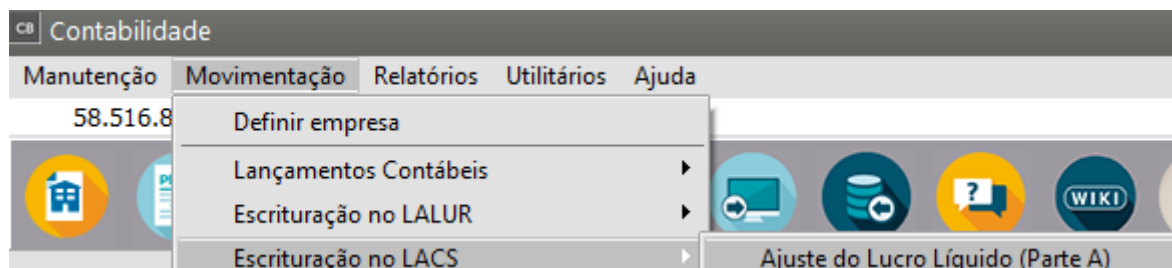 CB Contabilidade
Manutenção Movimentação Relatórios Utilitários Ajuda
58.516.8
Definir empresa
Lançamentos Contábeis
Escrituração no LALUR
WIKI
Escrituração no LACS
Ajuste do Lucro Líquido (Parte A)